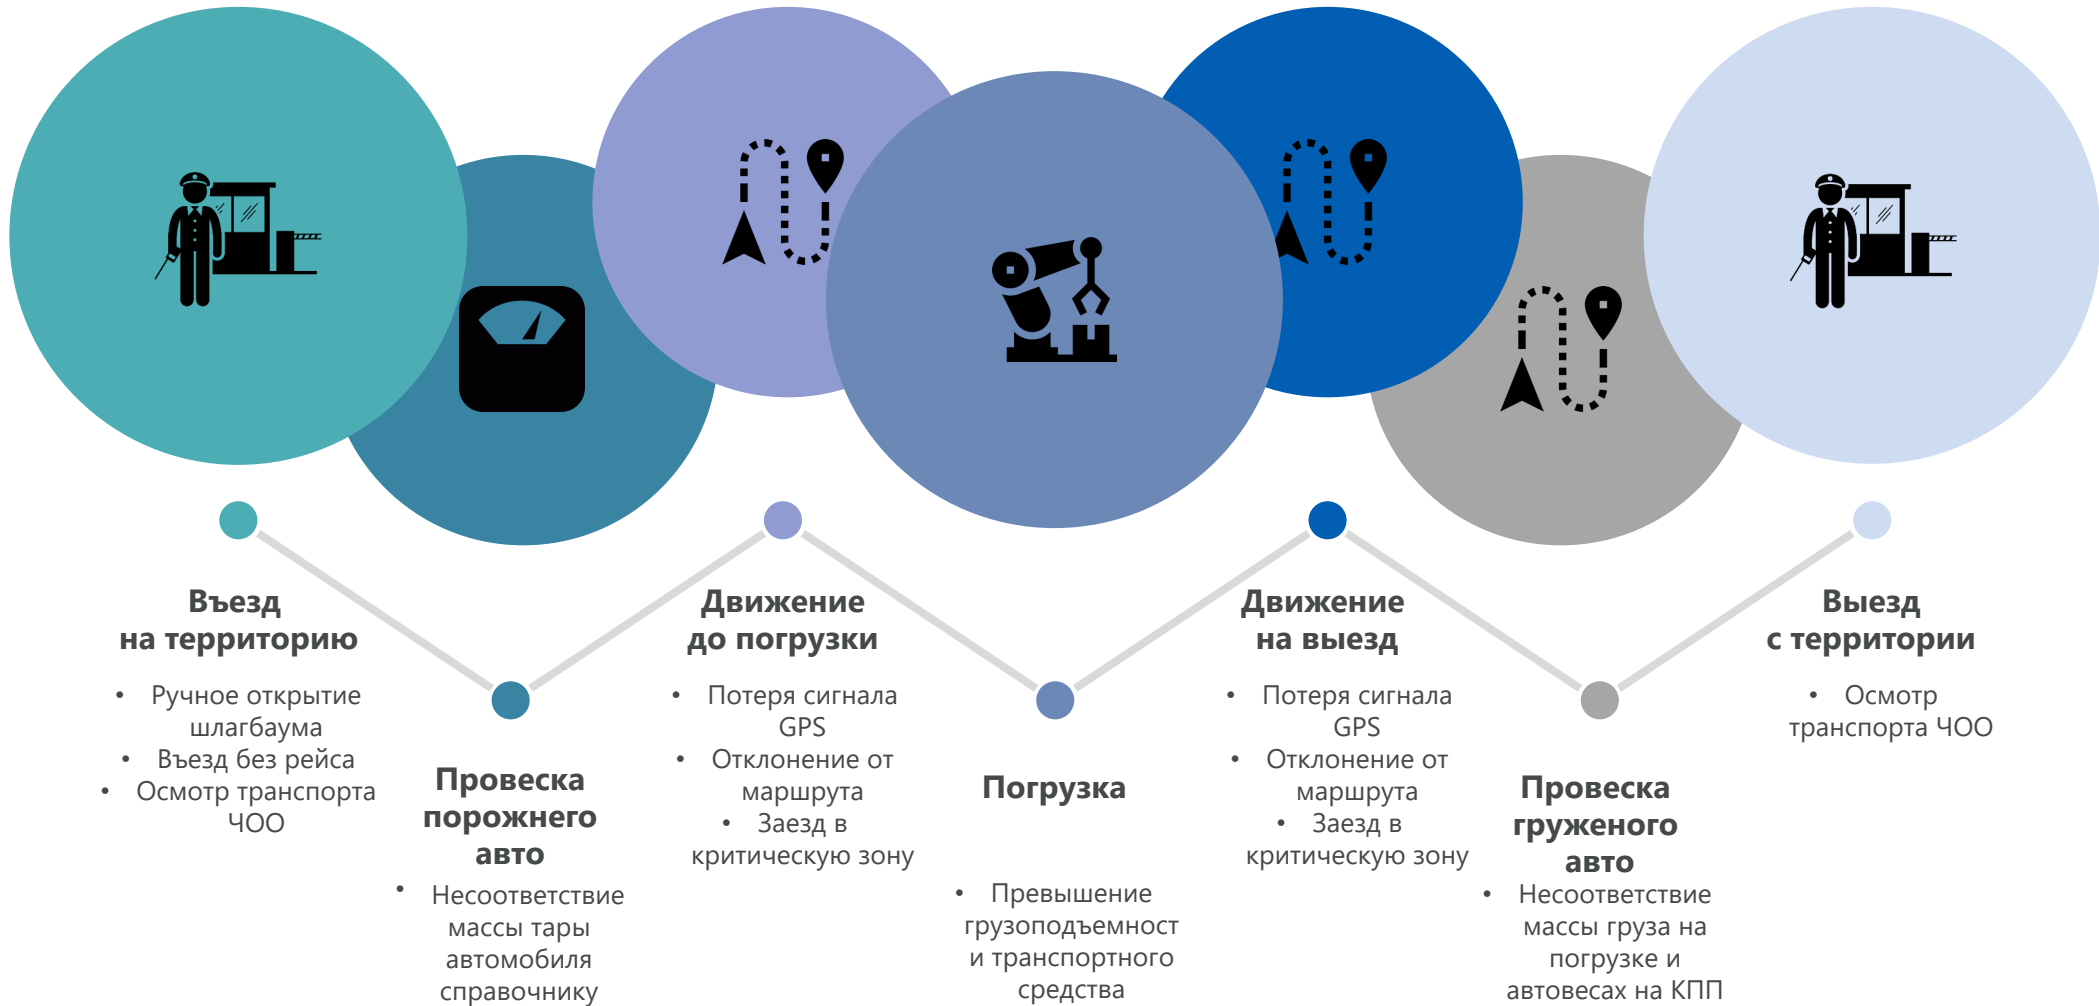 Въезд
на территорию
• Ручное открытие
шлагбаума
• Въезд без рейса
• Осмотр транспорта
ЧОО
Провеска
порожнего
авто
• Несоответствие
массы тары
автомобиля
справочнику
Движение
до погрузки
• Потеря сигнала
GPS
• Отклонение от
маршрута
• Заезд в
критическую зону
Погрузка
• Превышение
грузоподъемност
и транспортного
средства
Движение
на выезд
• Потеря сигнала
GPS
• Отклонение от
маршрута
• Заезд в
критическую зону
Провеска
груженого
авто
• Несоответствие
массы груза на
погрузке и
автовесах на КПП
Выезд
с территории
• Осмотр
транспорта ЧОО